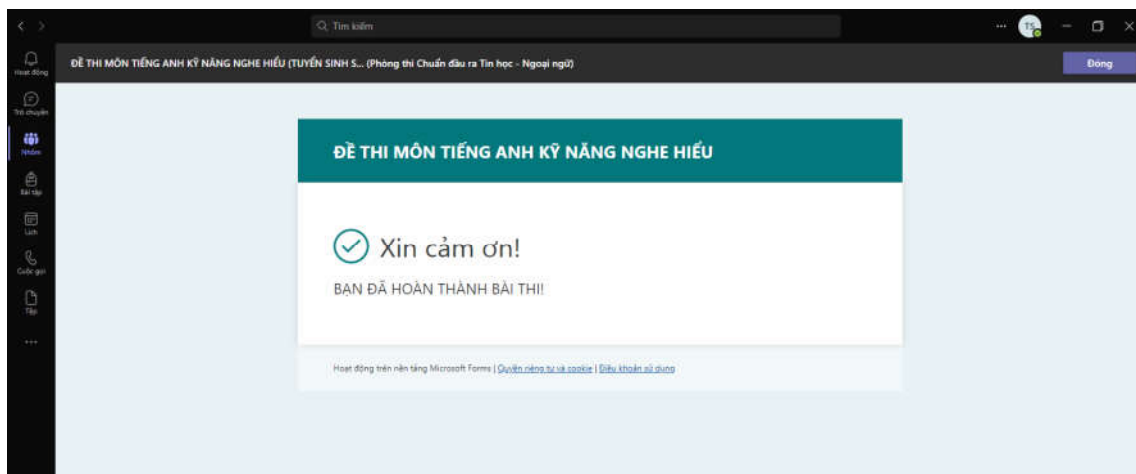 Tìm kiếm
TS
ĐỀ THI MÔN TIẾNG ANH KỸ NĂNG NGHE HIỂU (TUYỂN SINH S... (Phòng thi Chuẩn đầu ra Tin học - Ngoại ngữ)
Đóng
Hoạt động
Trò chuyện
Nhóm
Bài tập
Lịch
Cuộc gọi
Tệp
ĐỀ THI MÔN TIẾNG ANH KỸ NĂNG NGHE HIỂU
Xin cảm ơn!
BẠN ĐÃ HOÀN THÀNH BÀI THI!
Hoạt động trên nền tảng Microsoft Forms | Quyền riêng tư và cookie | Điều khoản sử dụng